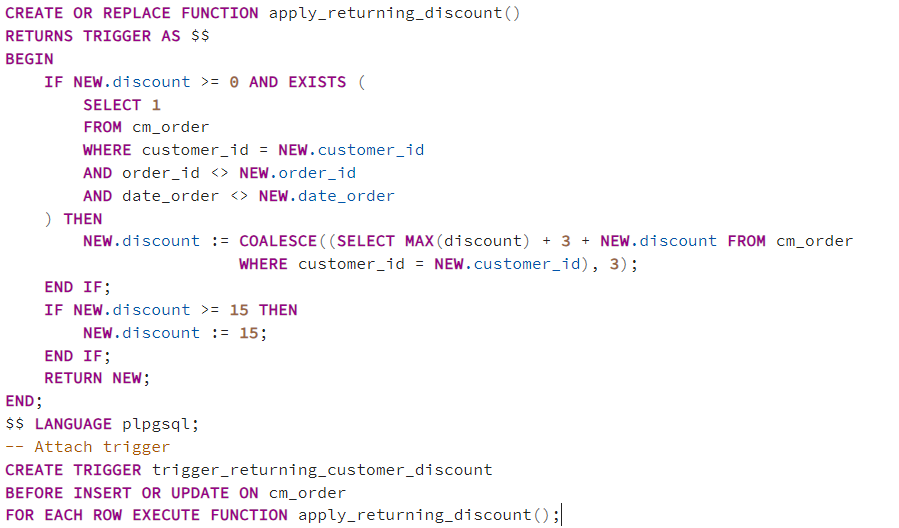 CREATE OR REPLACE FUNCTION apply_returning_discount()
RETURNS TRIGGER AS $$
BEGIN
    IF NEW.discount >= 0 AND EXISTS (
        SELECT 1
        FROM cm_order
        WHERE customer_id = NEW.customer_id
        AND order_id <> NEW.order_id
        AND date_order <> NEW.date_order
    ) THEN
        NEW.discount := COALESCE((SELECT MAX(discount) + 3 + NEW.discount FROM cm_order
                        WHERE customer_id = NEW.customer_id), 3);
    END IF;
    IF NEW.discount >= 15 THEN
        NEW.discount := 15;
    END IF;
    RETURN NEW;
END;
$$ LANGUAGE plpgsql;
-- Attach trigger
CREATE TRIGGER trigger_returning_customer_discount
BEFORE INSERT OR UPDATE ON cm_order
FOR EACH ROW EXECUTE FUNCTION apply_returning_discount();